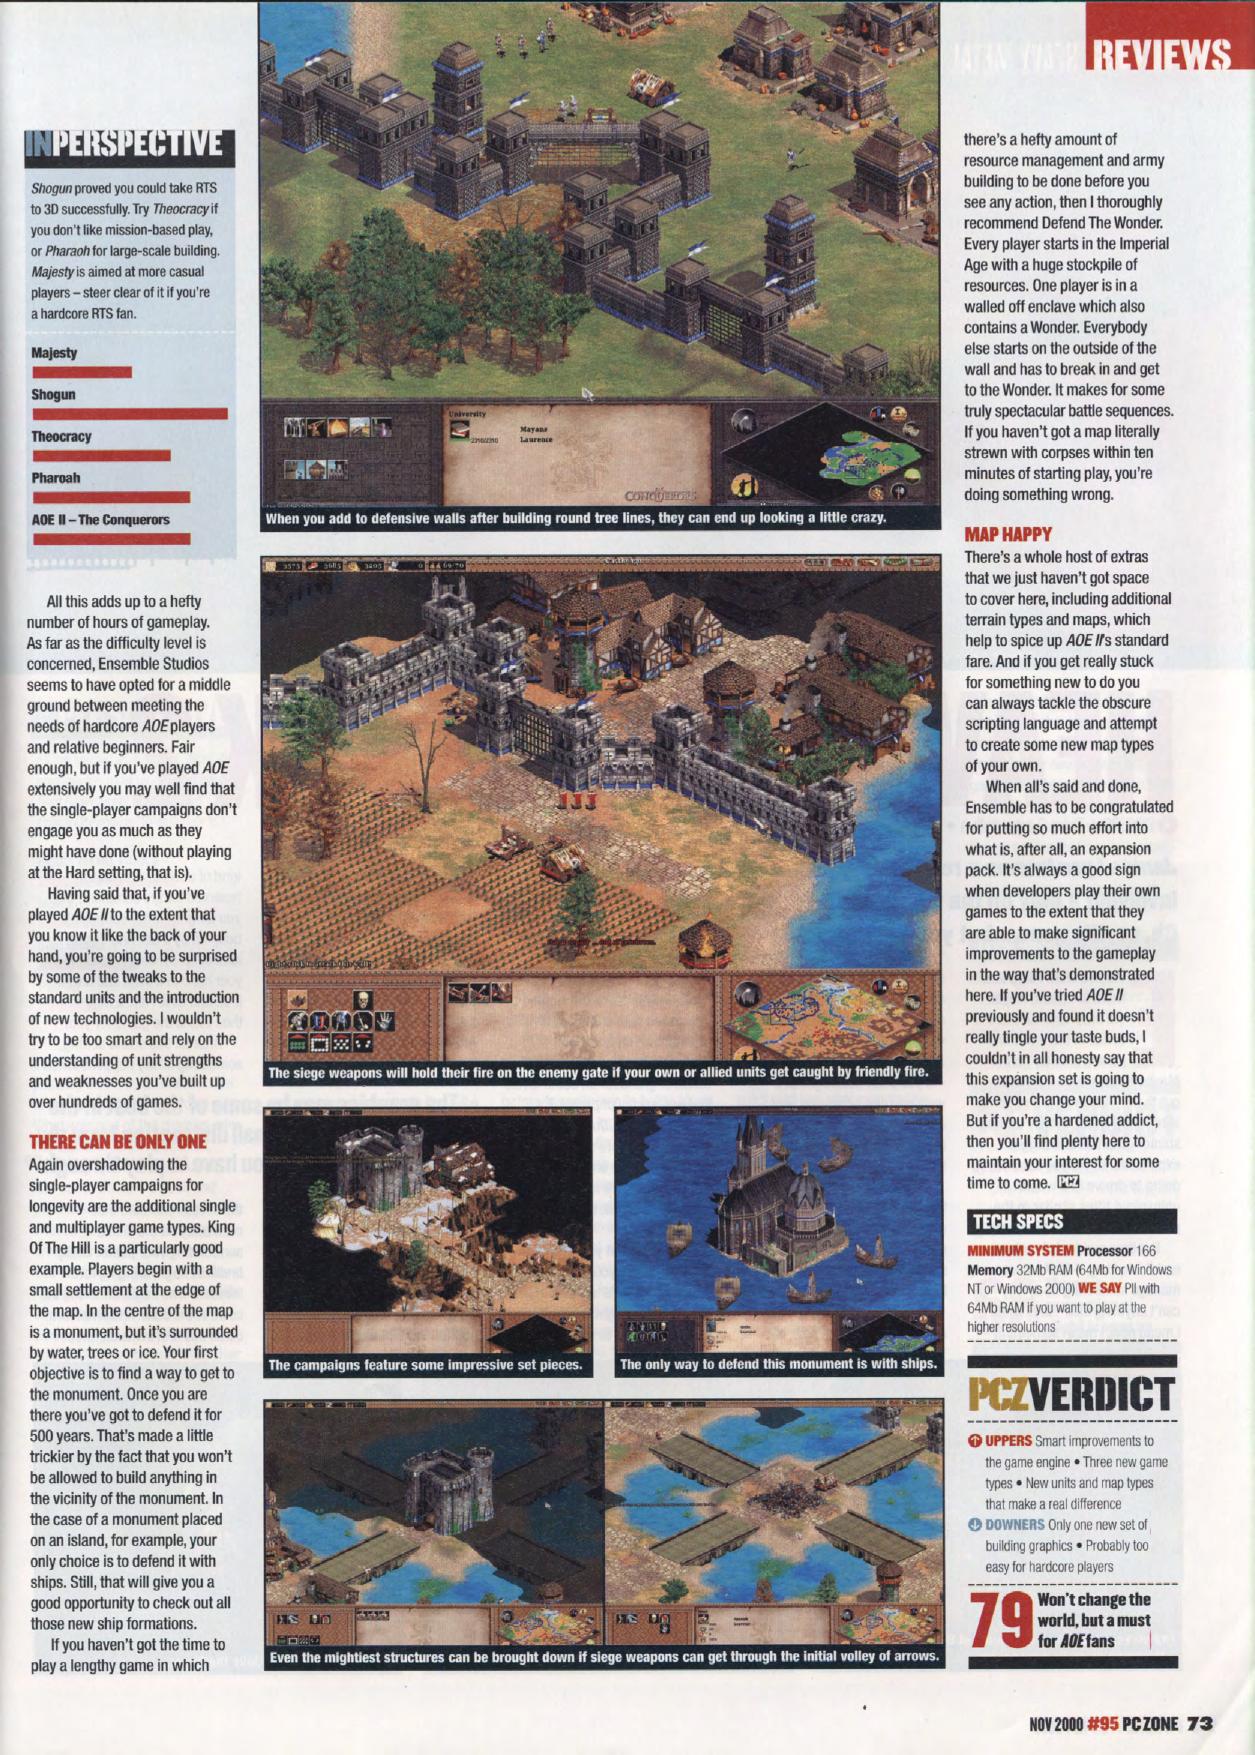 REVIEWS
INPERSPECTIVE
Shogun proved you could take RTS
to 3D successfully. Try Theocracy if
you don't like mission-based play,
or Pharaoh for large-scale building.
Majesty is aimed at more casual
players – steer clear of it if you're
a hardcore RTS fan.
Majesty
Shogun
Theocracy
Pharoah
AOE II – The Conquerors
All this adds up to a hefty
number of hours of gameplay.
As far as the difficulty level is
concerned, Ensemble Studios
seems to have opted for a middle
ground between meeting the
needs of hardcore AOE players
and relative beginners. Fair
enough, but if you've played AOE
extensively you may well find that
the single-player campaigns don't
engage you as much as they
might have done (without playing
at the Hard setting, that is).
Having said that, if you've
played AOE II to the extent that
you know it like the back of your
hand, you're going to be surprised
by some of the tweaks to the
standard units and the introduction
of new technologies. I wouldn't
try to be too smart and rely on the
understanding of unit strengths
and weaknesses you've built up
over hundreds of games.
THERE CAN BE ONLY ONE
Again overshadowing the
single-player campaigns for
longevity are the additional single
and multiplayer game types. King
Of The Hill is a particularly good
example. Players begin with a
small settlement at the edge of
the map. In the centre of the map
is a monument, but it's surrounded
by water, trees or ice. Your first
objective is to find a way to get to
the monument. Once you are
there you've got to defend it for
500 years. That's made a little
trickier by the fact that you won't
be allowed to build anything in
the vicinity of the monument. In
the case of a monument placed
on an island, for example, your
only choice is to defend it with
ships. Still, that will give you a
good opportunity to check out all
those new ship formations.
If you haven't got the time to
play a lengthy game in which
University
2310/2310
Mayans
Laurence
CONQUERORS
When you add to defensive walls after building round tree lines, they can end up looking a little crazy.
The siege weapons will hold their fire on the enemy gate if your own or allied units get caught by friendly fire.
The campaigns feature some impressive set pieces.
The only way to defend this monument is with ships.
Even the mightiest structures can be brought down if siege weapons can get through the initial volley of arrows.
there's a hefty amount of
resource management and army
building to be done before you
see any action, then I thoroughly
recommend Defend The Wonder.
Every player starts in the Imperial
Age with a huge stockpile of
resources. One player is in a
walled off enclave which also
contains a Wonder. Everybody
else starts on the outside of the
wall and has to break in and get
to the Wonder. It makes for some
truly spectacular battle sequences.
If you haven't got a map literally
strewn with corpses within ten
minutes of starting play, you're
doing something wrong.
MAP HAPPY
There's a whole host of extras
that we just haven't got space
to cover here, including additional
terrain types and maps, which
help to spice up AOE II's standard
fare. And if you get really stuck
for something new to do you
can always tackle the obscure
scripting language and attempt
to create some new map types
of your own.
When all's said and done,
Ensemble has to be congratulated
for putting so much effort into
what is, after all, an expansion
pack. It's always a good sign
when developers play their own
games to the extent that they
are able to make significant
improvements to the gameplay
in the way that's demonstrated
here. If you've tried AOE II
previously and found it doesn't
really tingle your taste buds, I
couldn't in all honesty say that
this expansion set is going to
make you change your mind.
But if you're a hardened addict,
then you'll find plenty here to
maintain your interest for some
time to come. PCZ
TECH SPECS
MINIMUM SYSTEM Processor 166
Memory 32Mb RAM (64Mb for Windows
NT or Windows 2000) WE SAY PII with
64Mb RAM if you want to play at the
higher resolutions
PCZVERDICT
UPPERS Smart improvements to
the game engine • Three new game
types • New units and map types
that make a real difference
DOWNERS Only one new set of
building graphics • Probably too
easy for hardcore players
79 Won't change the
world, but a must
for AOE fans
NOV 2000 #95 PC ZONE 73